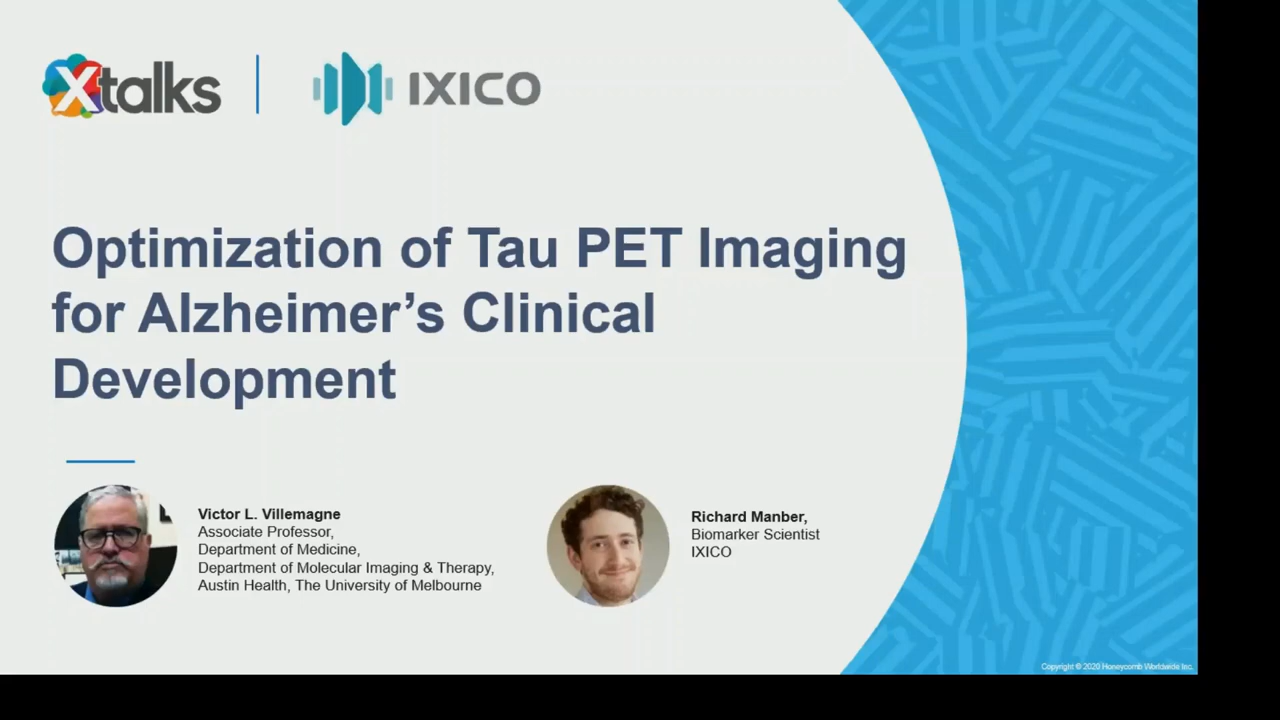 Xtalks
IXICO
Optimization of Tau PET Imaging
for Alzheimer’s Clinical
Development
Victor L. Villemagne
Associate Professor,
Department of Medicine,
Department of Molecular Imaging & Therapy,
Austin Health, The University of Melbourne
Richard Manber,
Biomarker Scientist
IXICO
Copyright © 2020 Honeycomb Worldwide Inc.